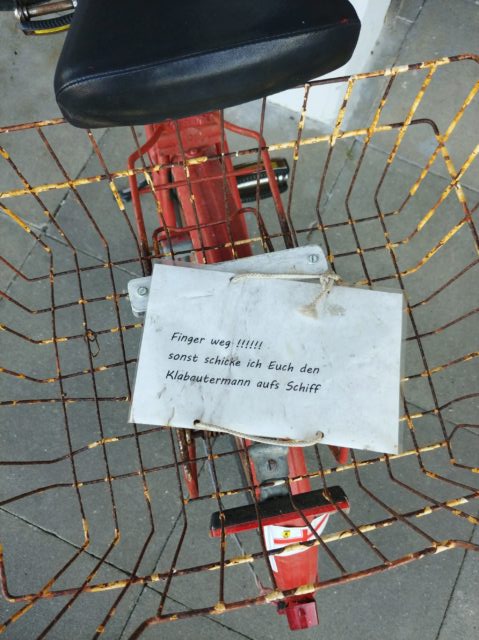 Finger weg !!!!!!
sonst schicke ich Euch den
Klabautermann aufs Schiff